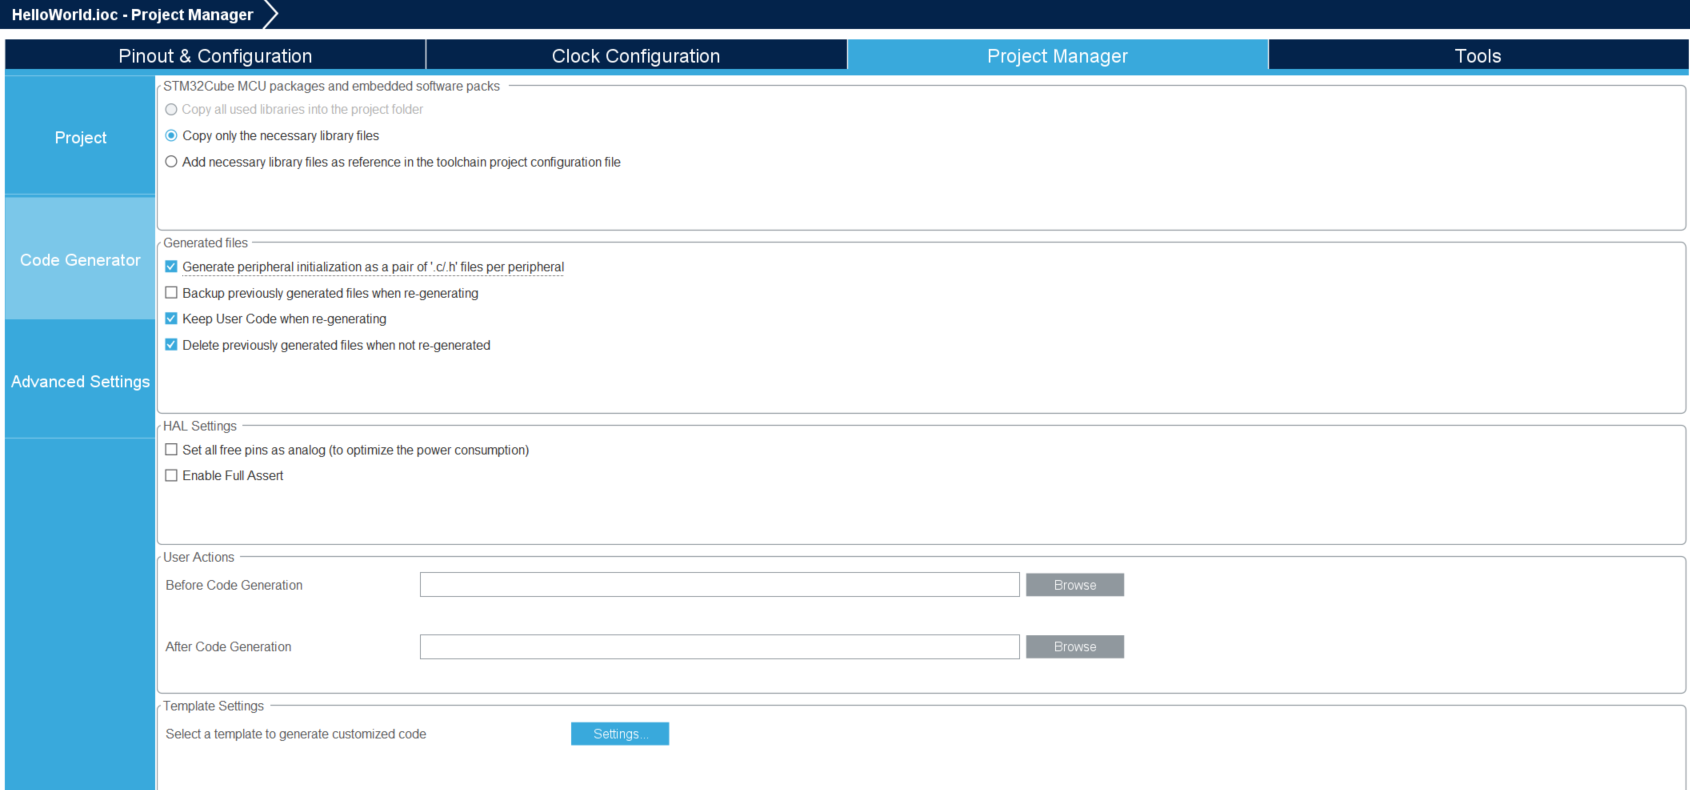 HelloWorld.ioc - Project Manager
Pinout & Configuration
Clock Configuration
Project Manager
Tools
Project
Code Generator
Advanced Settings
STM32Cube MCU packages and embedded software packs
Copy all used libraries into the project folder
Copy only the necessary library files
Add necessary library files as reference in the toolchain project configuration file
Generated files
Generate peripheral initialization as a pair of '.c/.h' files per peripheral
Backup previously generated files when re-generating
Keep User Code when re-generating
Delete previously generated files when not re-generated
HAL Settings
Set all free pins as analog (to optimize the power consumption)
Enable Full Assert
User Actions
Before Code Generation
Browse
After Code Generation
Browse
Template Settings
Select a template to generate customized code
Settings...